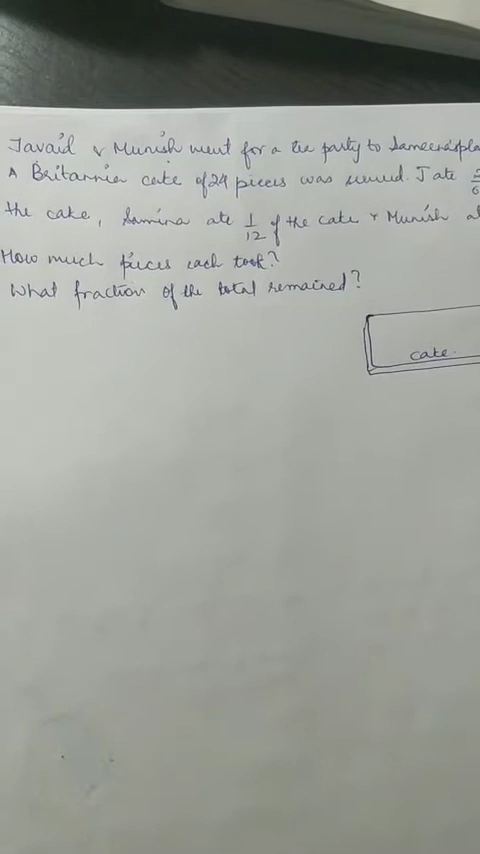 Javaid & Munish went for a tea party to
A Britannia cake of 24 pieces was served. J ate
the cake, Samina ate 1/12 of the cake & Munish
How much pieces each took?
What fraction of the total remained?
cake.